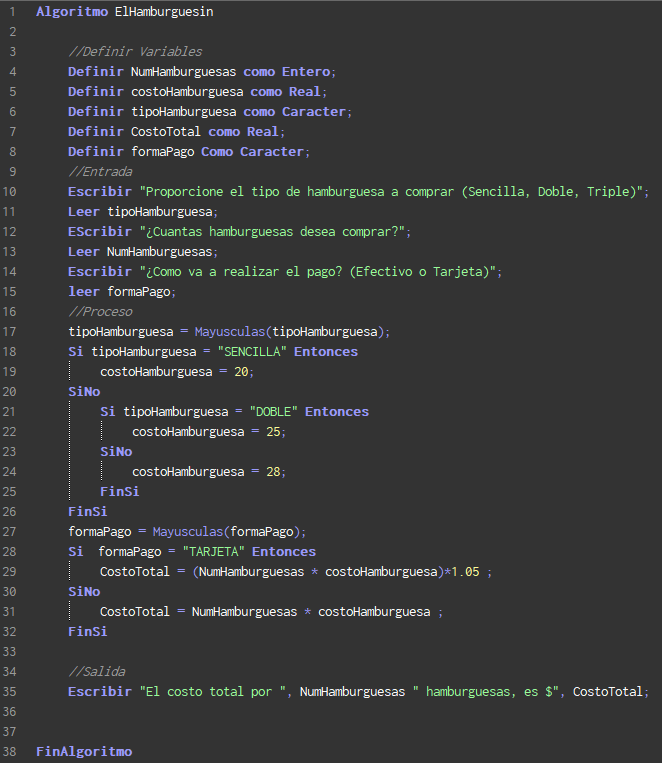 1 Algoritmo ElHamburguesin
2
3 //Definir Variables
4 Definir NumHamburguesas como Entero;
5 Definir costoHamburguesa como Real;
6 Definir tipoHamburguesa como Caracter;
7 Definir CostoTotal como Real;
8 Definir formaPago Como Caracter;
9 //Entrada
10 Escribir "Proporcione el tipo de hamburguesa a comprar (Sencilla, Doble, Triple)";
11 Leer tipoHamburguesa;
12 EScribir "¿Cuantas hamburguesas desea comprar?";
13 Leer NumHamburguesas;
14 Escribir "¿Como va a realizar el pago? (Efectivo o Tarjeta)";
15 leer formaPago;
16 //Proceso
17 tipoHamburguesa = Mayusculas(tipoHamburguesa);
18 Si tipoHamburguesa = "SENCILLA" Entonces
19 costoHamburguesa = 20;
20 SiNo
21 Si tipoHamburguesa = "DOBLE" Entonces
22 costoHamburguesa = 25;
23 SiNo
24 costoHamburguesa = 28;
25 FinSi
26 FinSi
27 formaPago = Mayusculas(formaPago);
28 Si  formaPago = "TARJETA" Entonces
29 CostoTotal = (NumHamburguesas * costoHamburguesa)*1.05 ;
30 SiNo
31 CostoTotal = NumHamburguesas * costoHamburguesa ;
32 FinSi
33
34 //Salida
35 Escribir "El costo total por ", NumHamburguesas " hamburguesas, es $", CostoTotal;
36
37
38 FinAlgoritmo